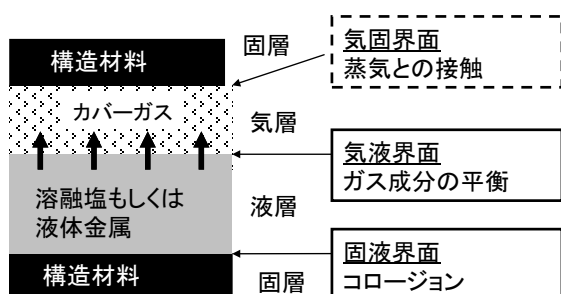 構造材料
カバーガス
溶融塩もしくは
液体金属
構造材料
固層
気層
液層
固層
気固界面
蒸気との接触
気液界面
ガス成分の平衡
固液界面
コロージョン